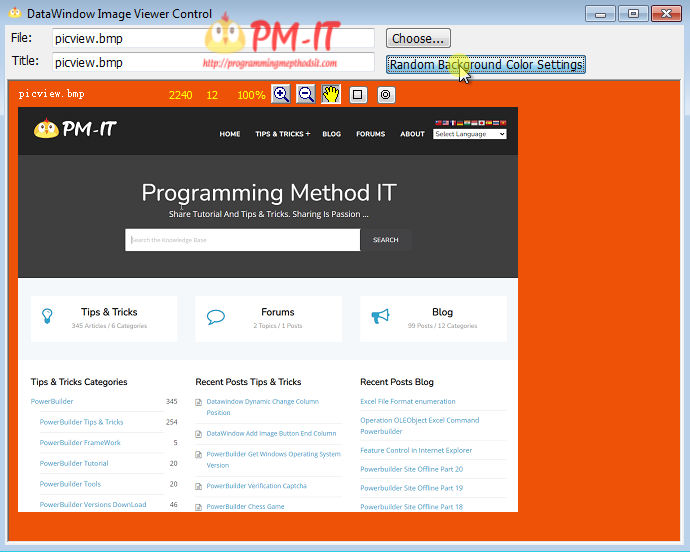 DataWindow Image Viewer Control
File: picview.bmp Choose...
PM-IT
http://programmingmepthodsit.com
Title: picview.bmp Random Background Color Settings
picview.bmp 2240 12 100%
PM-IT
HOME TIPS & TRICKS + BLOG FORUMS ABOUT Select Language
Programming Method IT
Share Tutorial And Tips & Tricks. Sharing Is Passion ...
Search the Knowledge Base SEARCH
Tips & Tricks Forums Blog
345 Articles / 6 Categories 2 Topics / 1 Posts 99 Posts / 12 Categories
Tips & Tricks Categories
PowerBuilder 345
PowerBuilder Tips & Tricks 254
PowerBuilder FrameWork 5
PowerBuilder Tutorial 20
PowerBuilder Tools 20
PowerBuilder Versions DownLoad 46
Recent Posts Tips & Tricks
Datawindow Dynamic Change Column
Position
DataWindow Add Image Button End Column
PowerBuilder Get Windows Operating System
Version
PowerBuilder Verification Captcha
PowerBuilder Chess Game
Recent Posts Blog
Excel File Format enumeration
Operation OLEObject Excel Command
Powerbuilder
Feature Control in Internet Explorer
Powerbuilder Site Offline Part 20
Powerbuilder Site Offline Part 19
Powerbuilder Site Offline Part 18